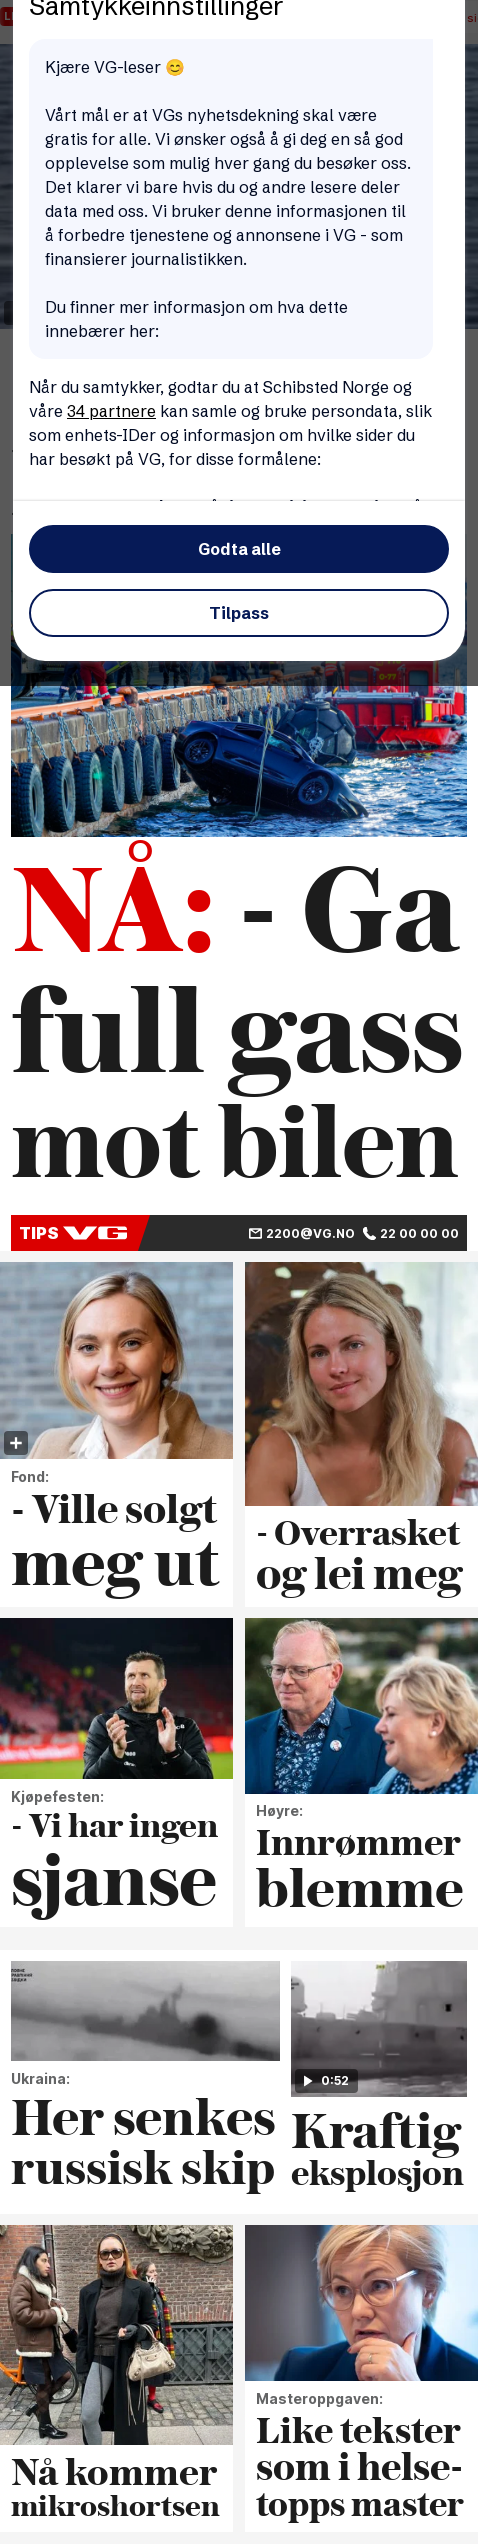 Samtykkeinnstillinger
Kjære VG-leser 😊
Vårt mål er at VGs nyhetsdekning skal være
gratis for alle. Vi ønsker også å gi deg en så god
opplevelse som mulig hver gang du besøker oss.
Det klarer vi bare hvis du og andre lesere deler
data med oss. Vi bruker denne informasjonen til
å forbedre tjenestene og annonsene i VG - som
finansierer journalistikken.
Du finner mer informasjon om hva dette
innebærer her:
Når du samtykker, godtar du at Schibsted Norge og
våre 34 partnere kan samle og bruke persondata, slik
som enhets-IDer og informasjon om hvilke sider du
har besøkt på VG, for disse formålene:
Godta alle
Tilpass
NÅ: - Ga
full gass
mot bilen
TIPS VG 2200@VG.NO 22 00 00 00
Fond:
- Ville solgt
meg ut
- Overrasket
og lei meg
Kjøpefesten:
- Vi har ingen
sjanse
Høyre:
Innrømmer
blemme
Ukraina:
Her senkes
russisk skip
0:52
Kraftig
eksplosjon
Nå kommer
mikroshortsen
Masteroppgaven:
Like tekster
som i helse-
topps master